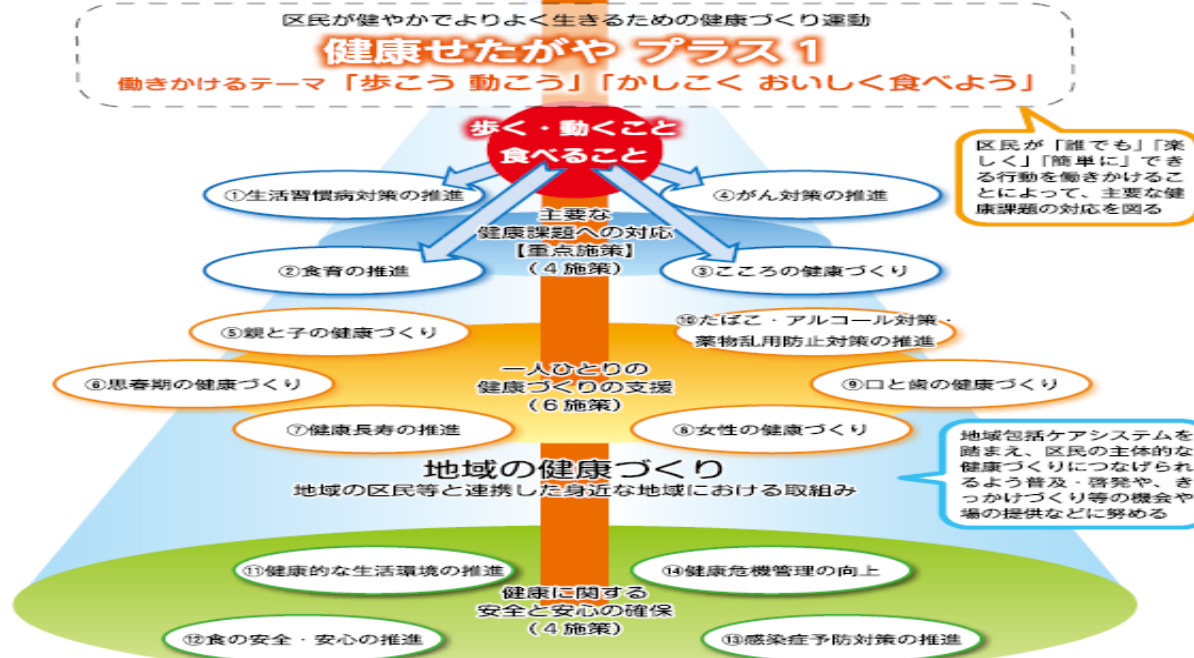 区民が健やかでよりよく生きるための健康づくり運動
健康せたがや プラス1
働きかけるテーマ「歩こう 動こう」「かしこく おいしく食べよう」
歩く・動くこと
食べること
区民が「誰でも」「楽
しく」「簡単に」でき
る行動を働きかけるこ
とによって、主要な健
康課題の対応を図る
①生活習慣病対策の推進
④がん対策の推進
主要な
健康課題への対応
【重点施策】
(4施策)
②食育の推進
③こころの健康づくり
⑤親と子の健康づくり
⑩たばこ・アルコール対策・
薬物乱用防止対策の推進
一人ひとりの
健康づくりの支援
(6施策)
⑥思春期の健康づくり
⑨口と歯の健康づくり
⑦健康長寿の推進
⑧女性の健康づくり
地域の健康づくり
地域の区民等と連携した身近な地域における取組み
地域包括ケアシステムを
踏まえ、区民の主体的な
健康づくりにつなげられ
るよう普及・啓発や、き
っかけづくり等の機会や
場の提供などに努める
⑪健康的な生活環境の推進
⑭健康危機管理の向上
健康に関する
安全と安心の確保
(4施策)
⑫食の安全・安心の推進
⑬感染症予防対策の推進